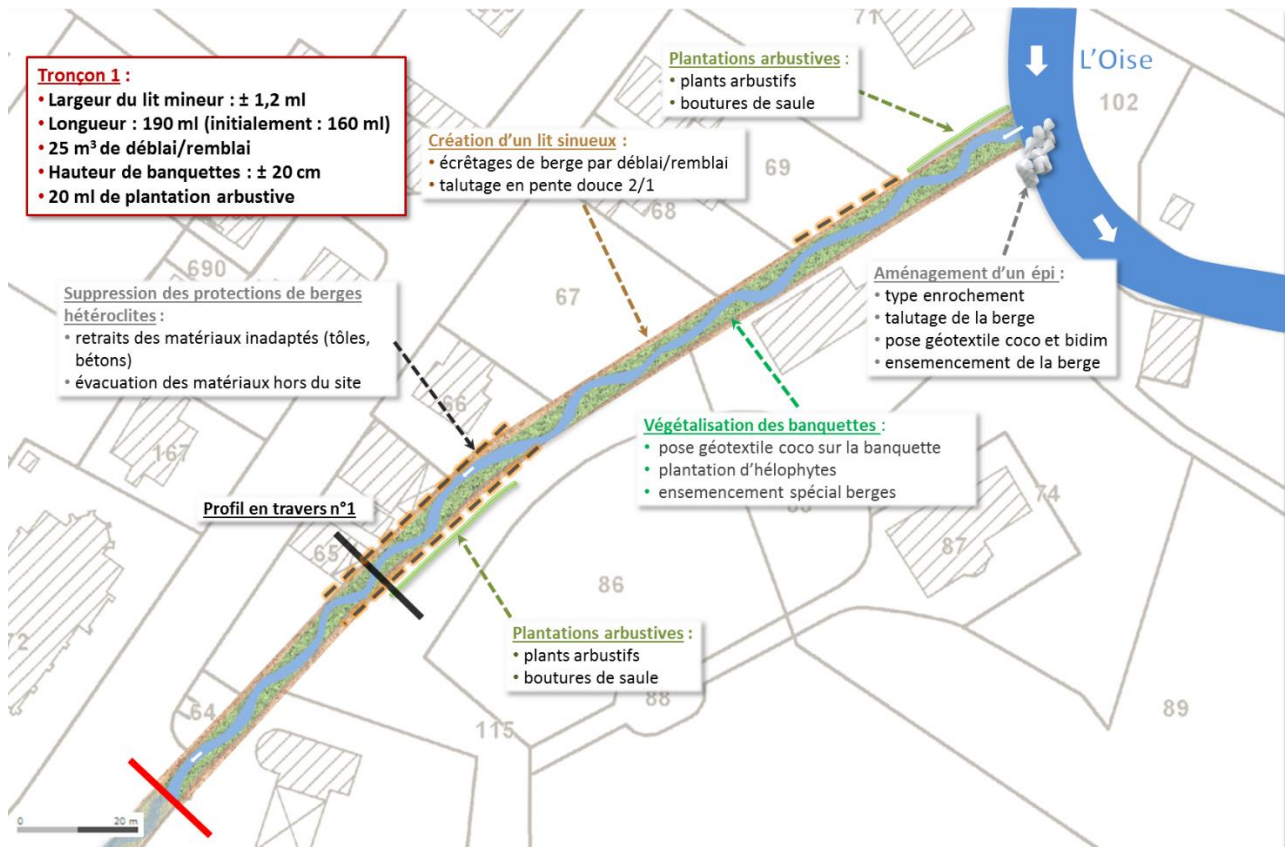 Tronçon 1 :
• Largeur du lit mineur : ± 1,2 ml
• Longueur : 190 ml (initialement : 160 ml)
• 25 m³ de déblai/remblai
• Hauteur de banquettes : ± 20 cm
• 20 ml de plantation arbustive
71
Plantations arbustives :
• plants arbustifs
• boutures de saule
L'Oise
102
Création d'un lit sinueux :
• écrêtages de berge par déblai/remblai
• talutage en pente douce 2/1
69
68
690
67
Suppression des protections de berges
hétéroclites :
• retraits des matériaux inadaptés (tôles,
bétons)
• évacuation des matériaux hors du site
Aménagement d'un épi :
• type enrochement
• talutage de la berge
• pose géotextile coco et bidim
• ensemencement de la berge
66
167
Végétalisation des banquettes :
• pose géotextile coco sur la banquette
• plantation d'hélophytes
• ensemencement spécial berges
74
Profil en travers n°1
65
87
86
72
Plantations arbustives :
• plants arbustifs
• boutures de saule
88
64
115
89
0 20 m